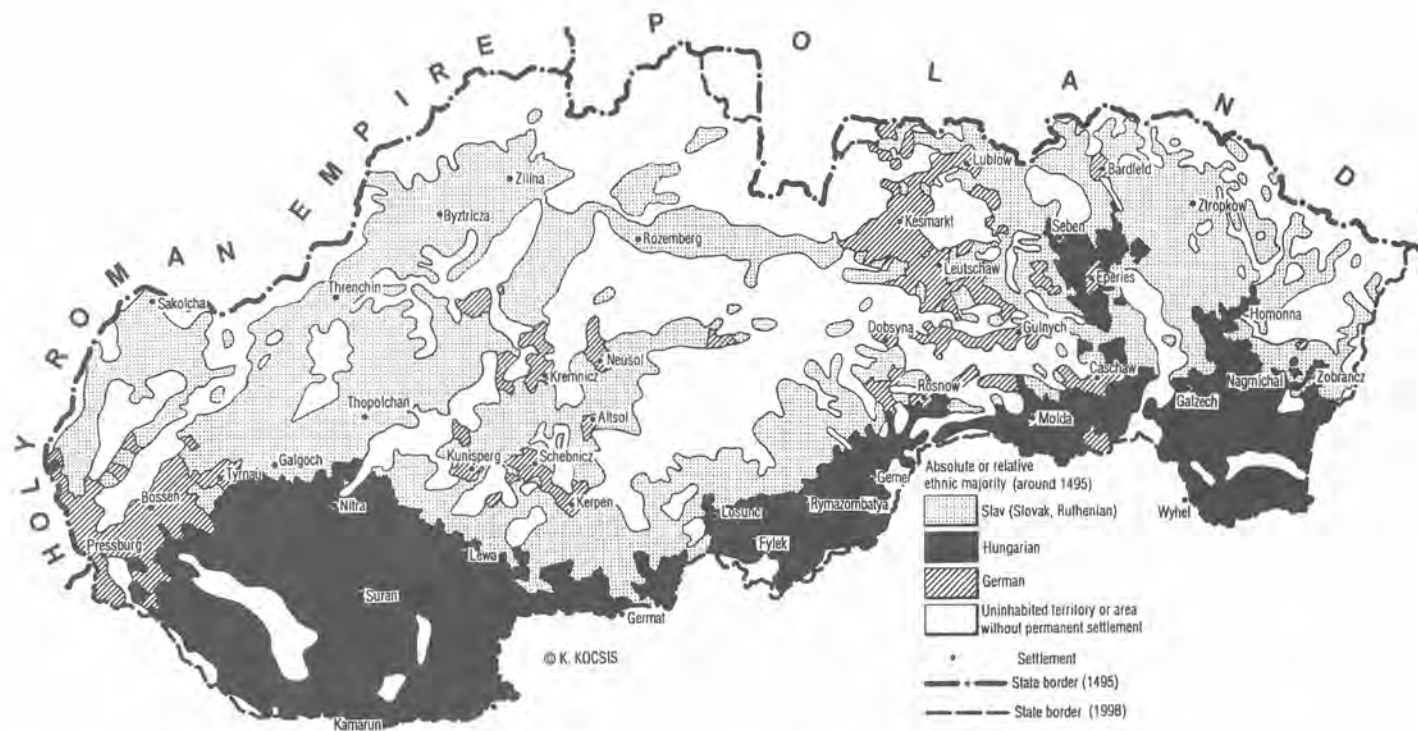 HOLY ROMAN EMPIRE
POLAND
Zilina
Byztricza
Rozemberg
Lublow
Bardfeld
Kesmarkt
Ztropkow
Seben
Leutschaw
Eperies
Sakolcha
Threnchin
Homonna
Dobsyna
Gulnych
Neusol
Kremnicz
Caschaw
Nagmichal
Zobrancz
Rosnow
Galzech
Thopolchan
Altsol
Molda
Kunisperg
Schebnicz
Galgoch
Tyrnau
Bossen
Nitra
Kerpen
Gemer
Rymazombatya
Losunc
Wyhel
Pressburg
Lewa
Fylek
Suran
Germat
Kamarun
© K. KOCSIS
Absolute or relative
ethnic majority (around 1495)
Slav (Slovak, Ruthenian)
Hungarian
German
Uninhabited territory or area
without permanent settlement
Settlement
State border (1495)
State border (1998)